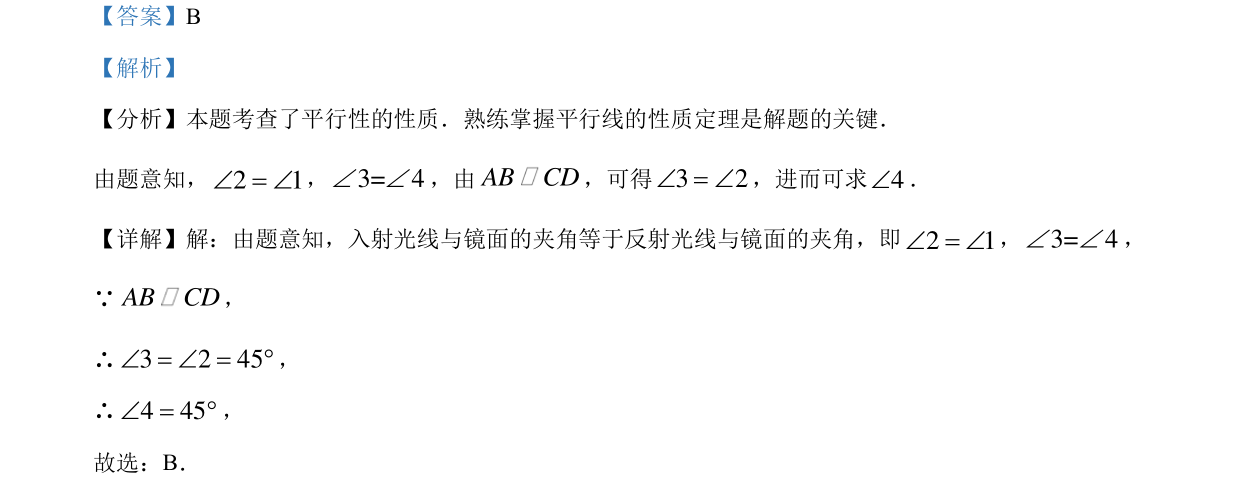 【答案】B
【解析】
【分析】本题考查了平行性的性质．熟练掌握平行线的性质定理是解题的关键．
由题意知，∠2 = ∠1，∠3=∠4，由 AB▱CD，可得∠3 = ∠2，进而可求∠4．
【详解】解：由题意知，入射光线与镜面的夹角等于反射光线与镜面的夹角，即∠2 = ∠1，∠3=∠4，
∵ AB▱CD，
∴∠3 = ∠2 = 45°，
∴∠4 = 45°，
故选：B．